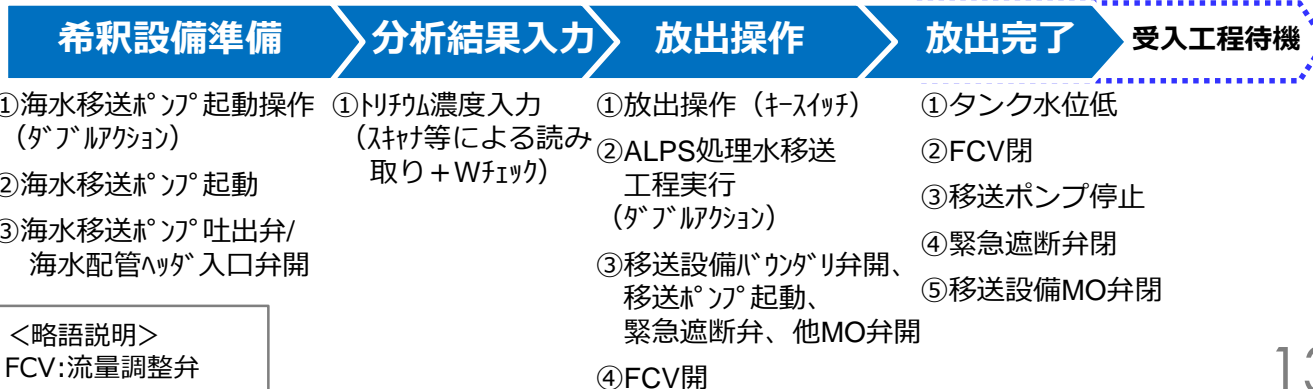 希釈設備準備
分析結果入力
放出操作
放出完了
受入工程待機
①海水移送ﾎﾟﾝﾌﾟ起動操作
（ﾀﾞﾌﾞﾙｱｸｼｮﾝ）
②海水移送ﾎﾟﾝﾌﾟ起動
③海水移送ﾎﾟﾝﾌﾟ吐出弁/
海水配管ﾍｯﾀﾞ入口弁開
①ﾄﾘﾁｳﾑ濃度入力
（ｽｷｬﾅ等による読み
取り＋Wﾁｪｯｸ）
①放出操作（ｷｰｽｲｯﾁ）
②ALPS処理水移送
工程実行
（ﾀﾞﾌﾞﾙｱｸｼｮﾝ）
③移送設備ﾊﾞｳﾝﾀﾞﾘ弁開、
移送ﾎﾟﾝﾌﾟ起動、
緊急遮断弁、他MO弁開
④FCV開
①タンク水位低
②FCV閉
③移送ポンプ停止
④緊急遮断弁閉
⑤移送設備MO弁閉
＜略語説明＞
FCV:流量調整弁